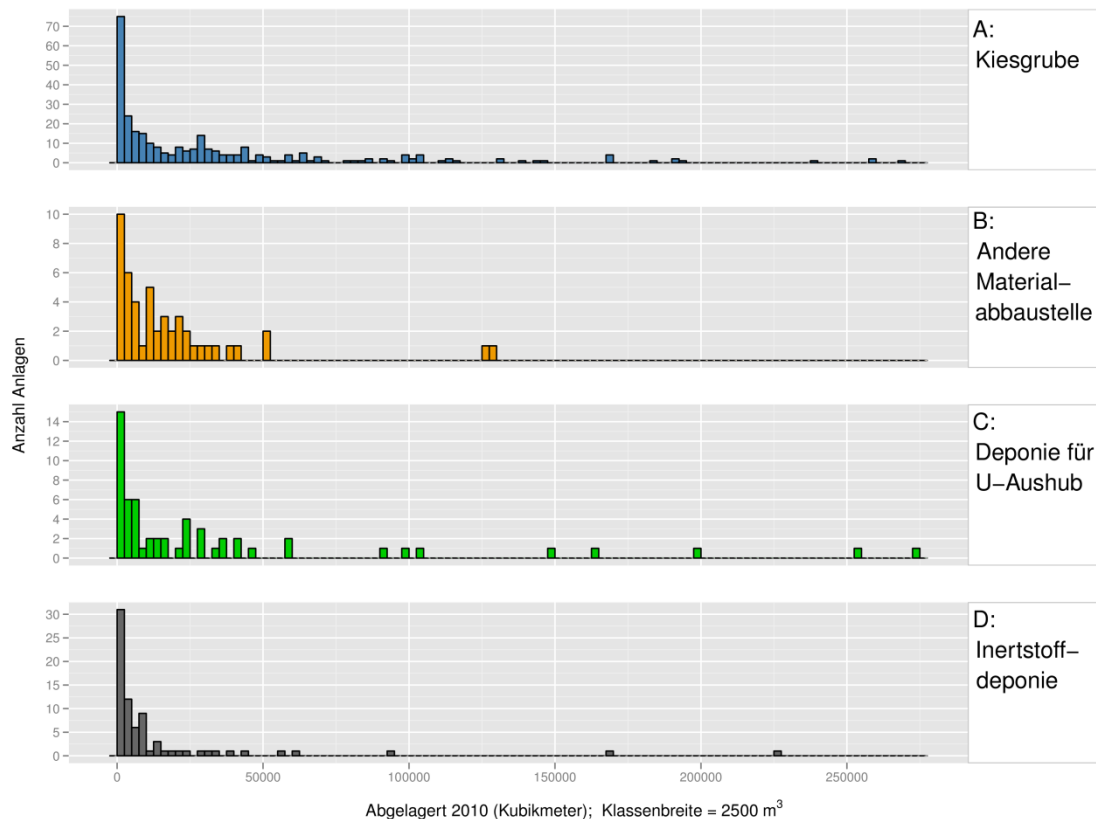 70
60
50
40
30
20
10
0
A:
Kiesgrube
10
8
6
4
2
0
B:
Andere
Material–
abbaustelle
14
12
10
8
6
4
2
0
C:
Deponie für
U–Aushub
30
25
20
15
10
5
0
D:
Inertstoff–
deponie
Anzahl Anlagen
0 50000 100000 150000 200000 250000
Abgelagert 2010 (Kubikmeter); Klassenbreite = 2500 m³